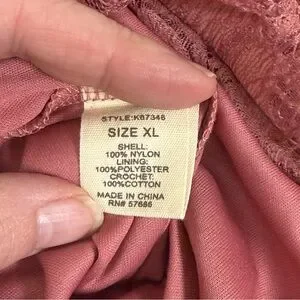 STYLE:K87346
SIZE XL
SHELL:
100% NYLON
LINING:
100%POLYESTER
CROCHET:
100%COTTON
MADE IN CHINA
RN# 57686